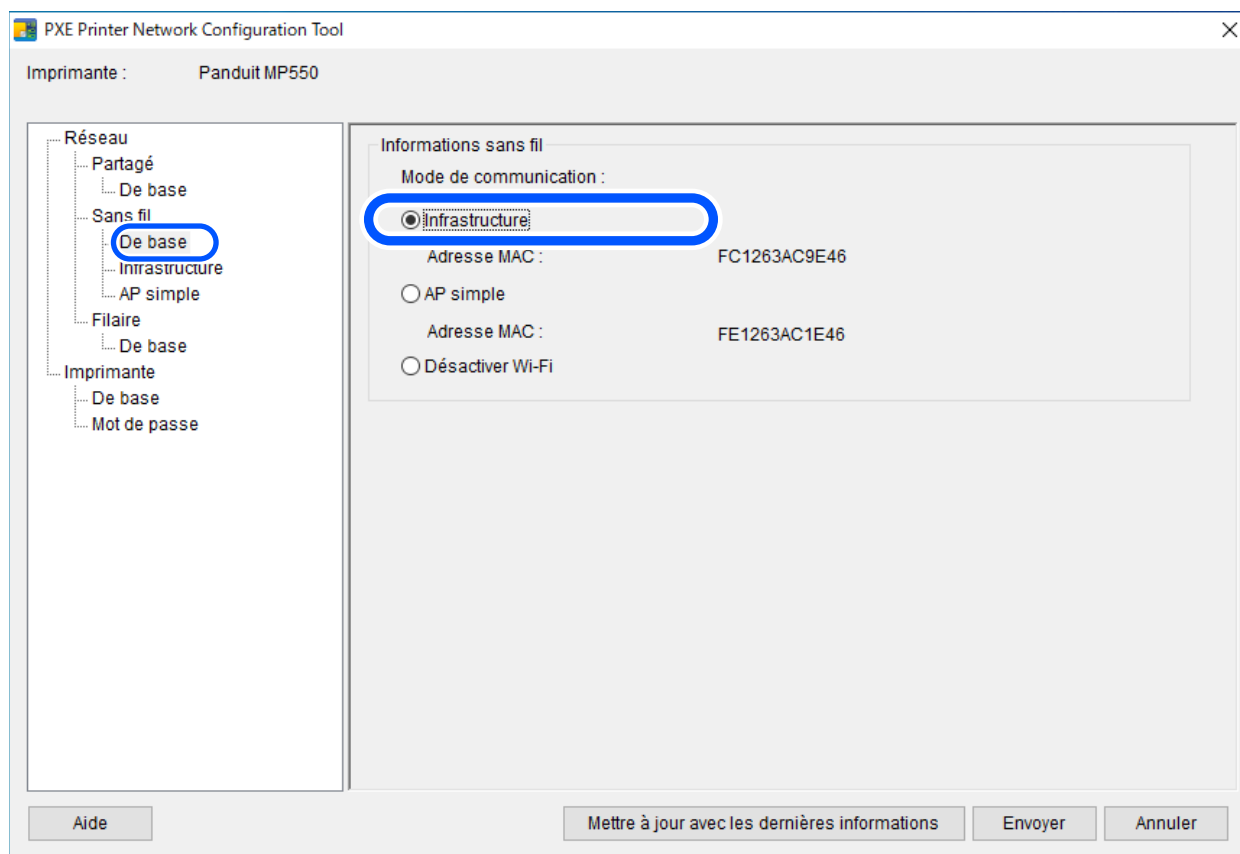 PXE Printer Network Configuration Tool
Imprimante : Panduit MP550
Réseau
Partagé
De base
Sans fil
De base
Infrastructure
AP simple
Filaire
De base
Imprimante
De base
Mot de passe
Informations sans fil
Mode de communication :
Infrastructure
Adresse MAC : FC1263AC9E46
AP simple
Adresse MAC : FE1263AC1E46
Désactiver Wi-Fi
Aide
Mettre à jour avec les dernières informations
Envoyer
Annuler